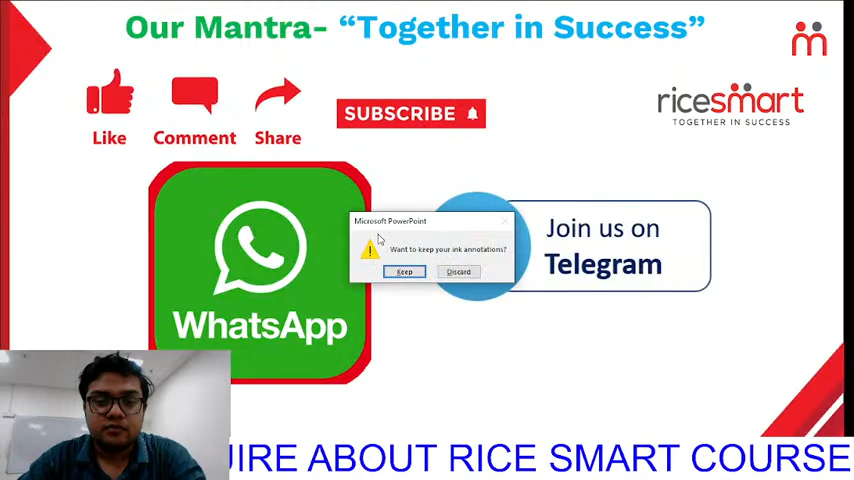 Our Mantra- “Together in Success”
Like
Comment
Share
SUBSCRIBE
ricesmart
TOGETHER IN SUCCESS
Microsoft PowerPoint
Want to keep your ink annotations?
Keep
Discard
Join us on
Telegram
WhatsApp
UIRE ABOUT RICE SMART COURSE